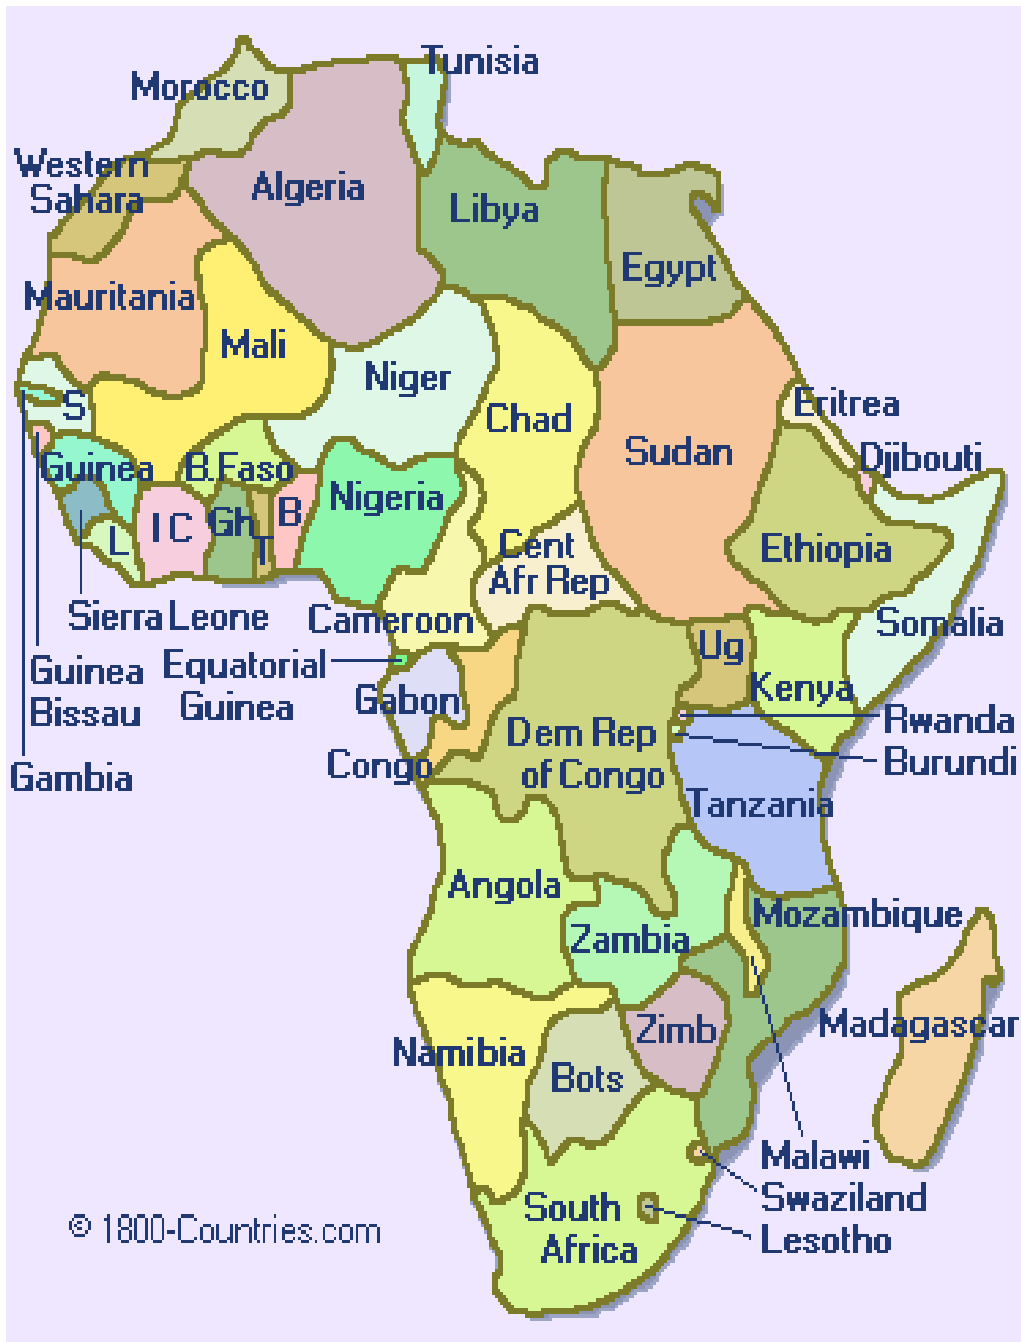 Tunisia
Morocco
Western
Sahara
Algeria
Libya
Egypt
Mauritania
Mali
Niger
Chad
Sudan
Eritrea
Djibouti
S
Guinea
B.Faso
Nigeria
I C
Gh
T
B
L
Cent
Afr Rep
Ethiopia
Somalia
Sierra Leone
Cameroon
Guinea
Bissau
Equatorial
Guinea
Gambia
Gabon
Congo
Ug
Kenya
Rwanda
Burundi
Dem Rep
of Congo
Tanzania
Angola
Zambia
Mozambique
Madagascar
Zimb
Namibia
Bots
Malawi
Swaziland
Lesotho
South
Africa
© 1800-Countries.com